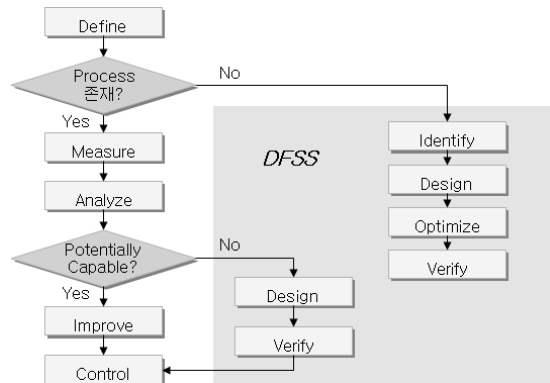 Define
Process
존재?
No
Yes
Measure
Identify
DFSS
Design
Analyze
Optimize
Potentially
Capable?
No
Verify
Yes
Design
Improve
Verify
Control